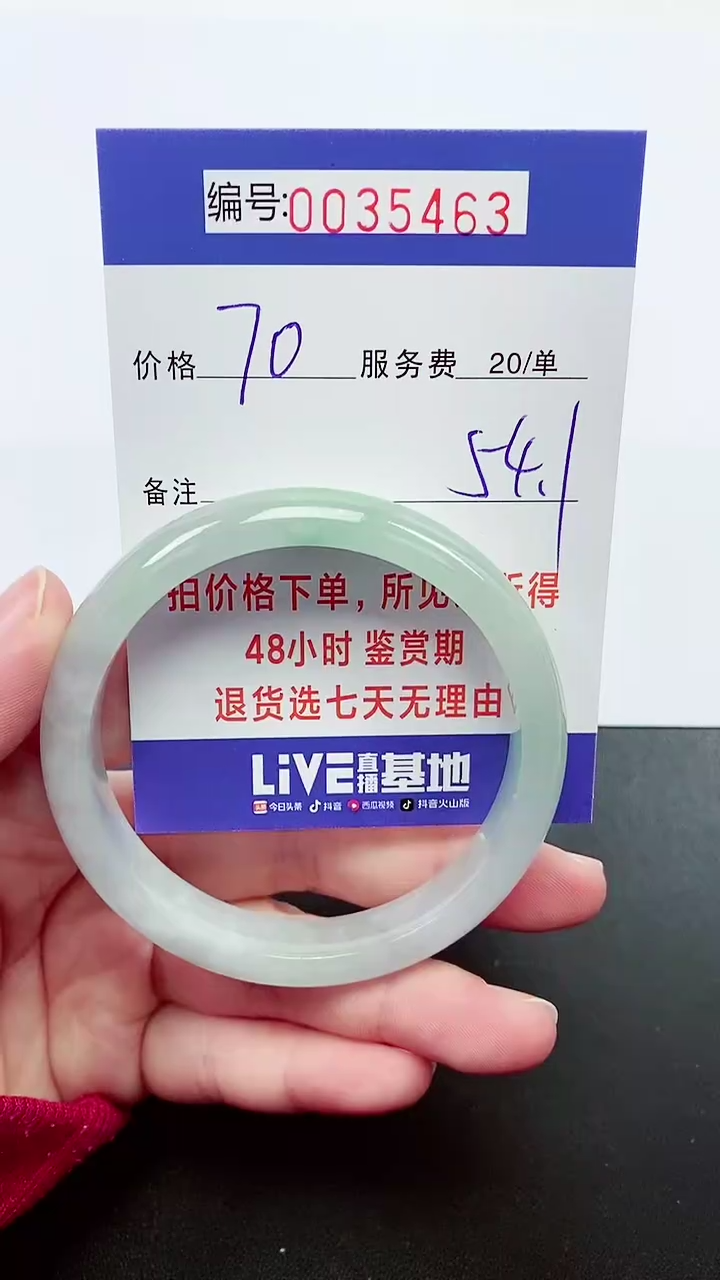 编号:0035463
价格 70 服务费 20/单
备注 54.1
拍价格下单，所见 所得
48小时 鉴赏期
退货选七天无理由
LiVE直播基地
头条 今日头条 抖音 西瓜视频 抖音火山版